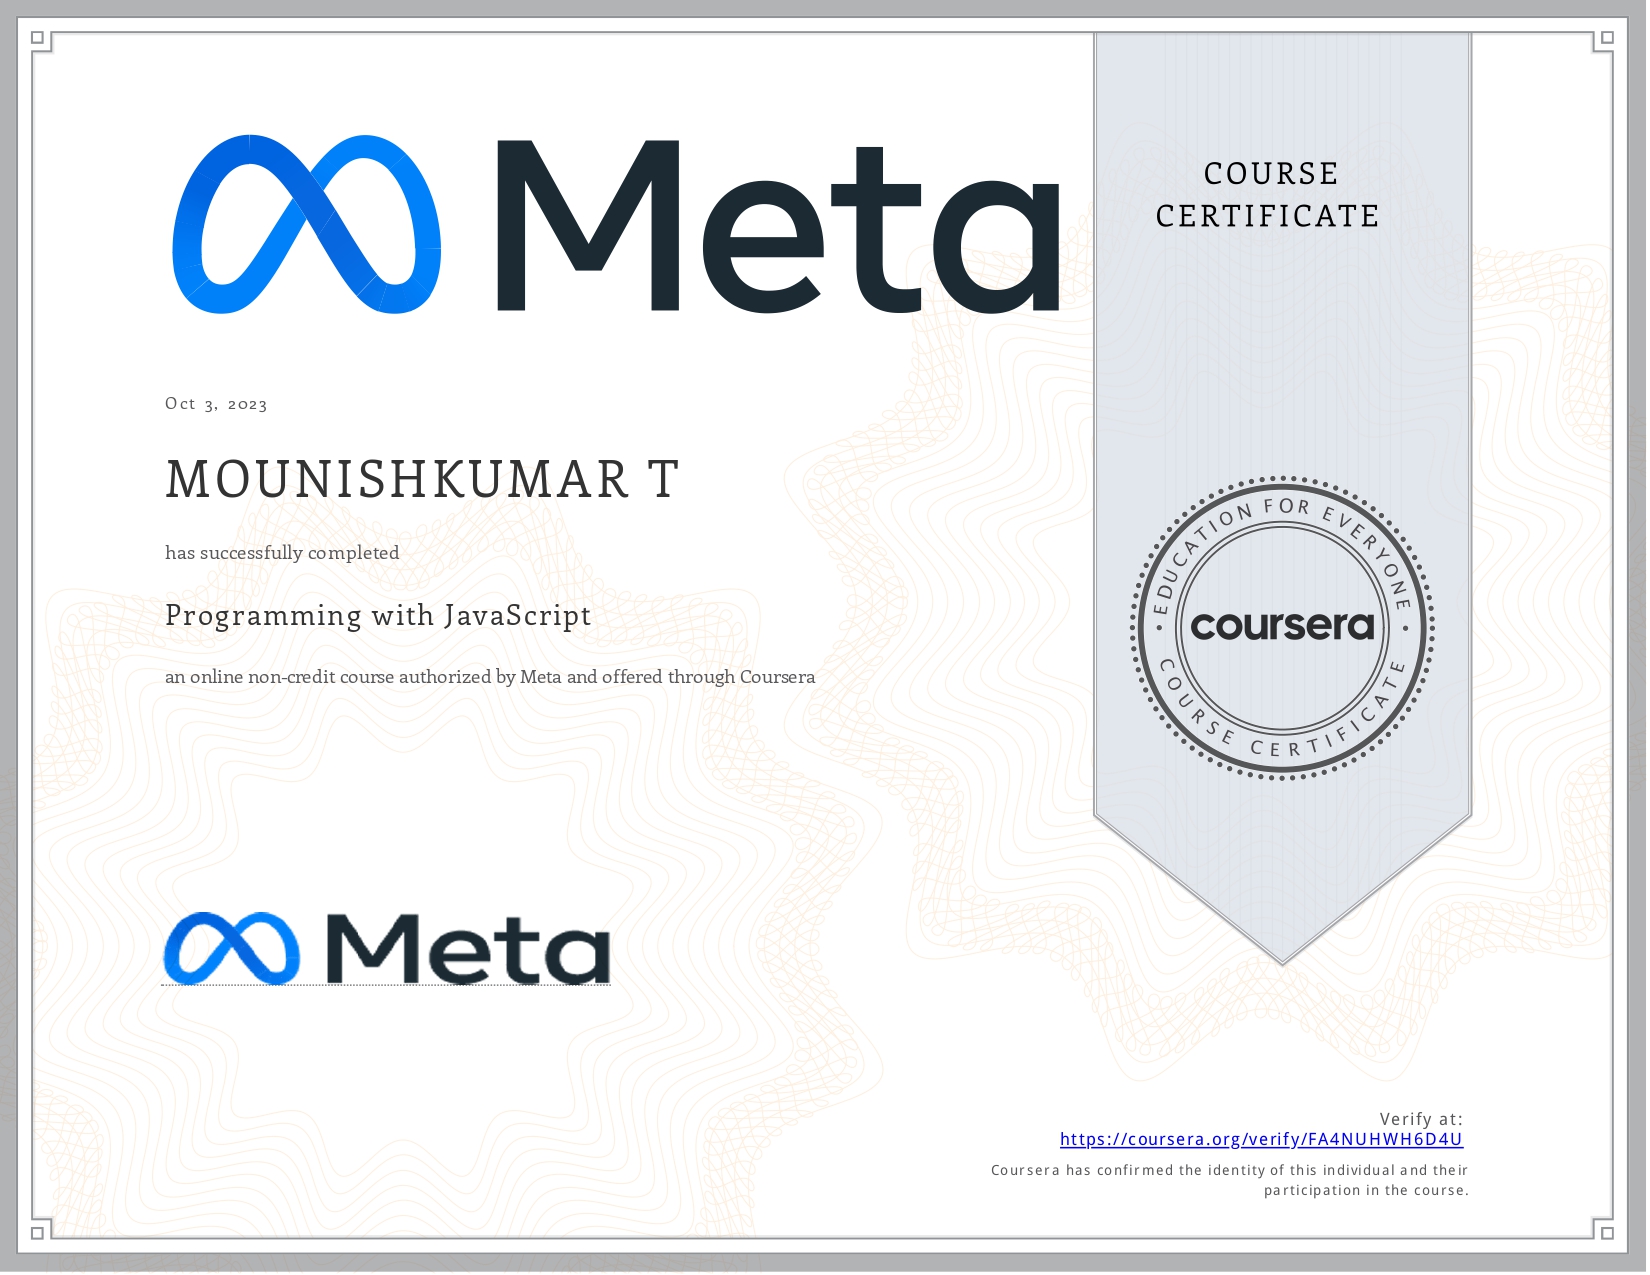 Meta
COURSE
CERTIFICATE
Oct 3, 2023
MOUNISHKUMAR T
has successfully completed
Programming with JavaScript
an online non-credit course authorized by Meta and offered through Coursera
EDUCATION FOR EVERYONE
coursera
COURSE CERTIFICATE
Meta
Verify at:
https://coursera.org/verify/FA4NUHWH6D4U
Coursera has confirmed the identity of this individual and their
participation in the course.